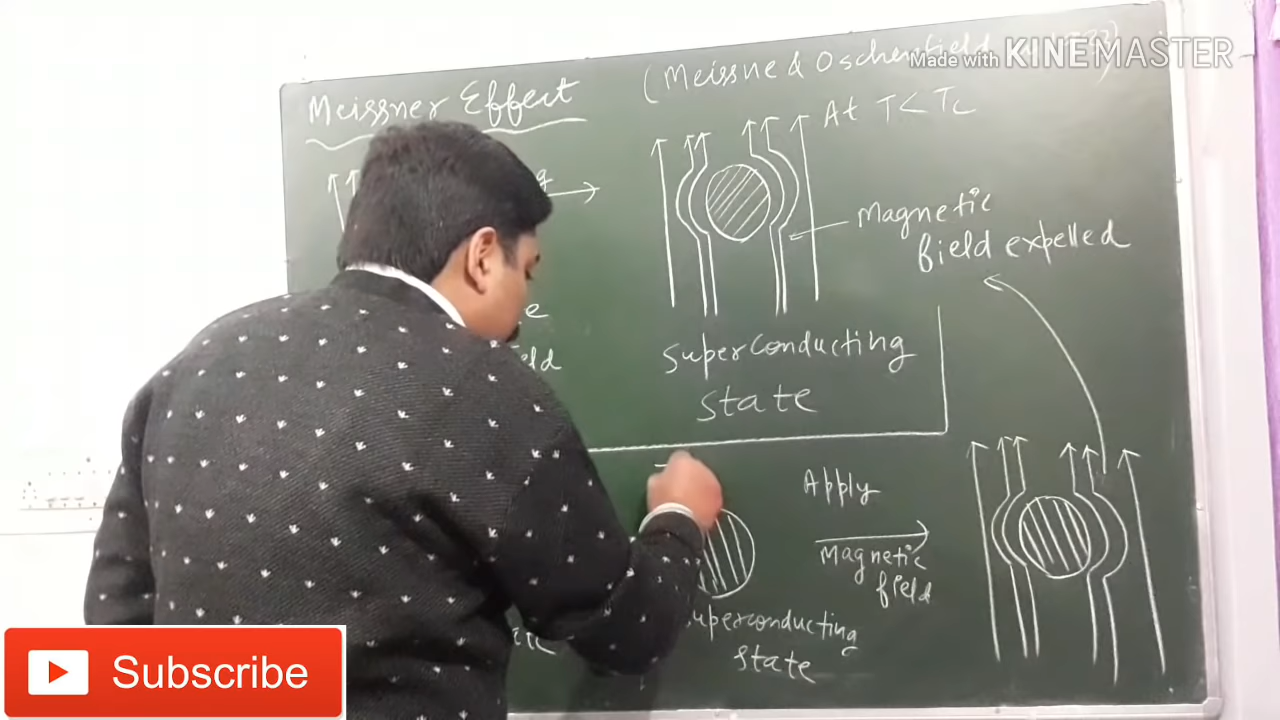 Made with KINEMASTER
Meissner Effect
(Meissne & Oschenfield
At T < Tc
Magnetic
field expelled
Superconducting
state
Apply
Magnetic
field
Superconducting
state
Subscribe